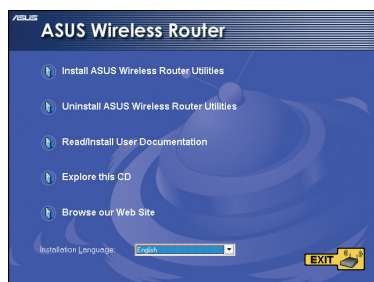 ASUS
ASUS Wireless Router
Install ASUS Wireless Router Utilities
Uninstall ASUS Wireless Router Utilities
Read/Install User Documentation
Explore this CD
Browse our Web Site
Installation Language: English
EXIT